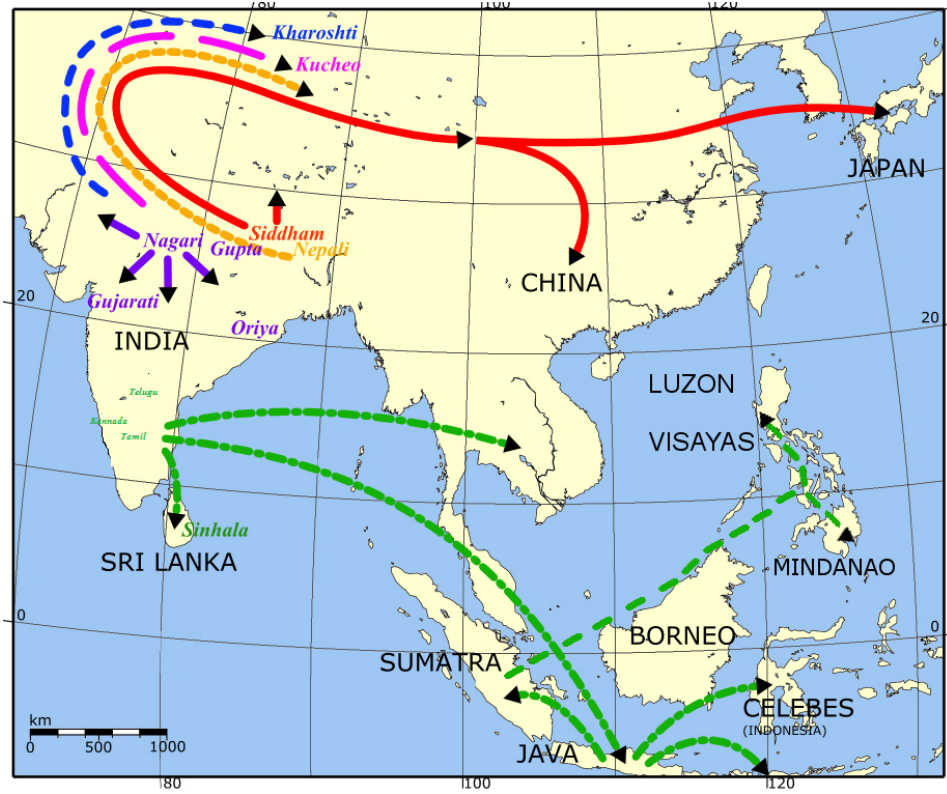 80
100
120
Kharoshti
Kucheo
JAPAN
Siddham
Nagari
Gupta
Nepali
CHINA
Gujarati
20
20
Oriya
INDIA
LUZON
Telugu
Kannada
Tamil
VISAYAS
Sinhala
SRI LANKA
MINDANAO
0
0
BORNEO
SUMATRA
CELEBES
(INDONESIA)
km
0 500 1000
JAVA
80
100
120